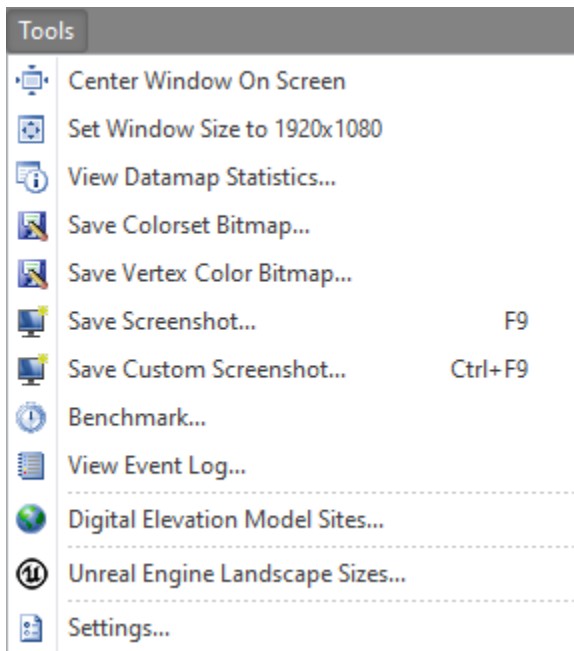 Tools
Center Window On Screen
Set Window Size to 1920x1080
View Datamap Statistics...
Save Colorset Bitmap...
Save Vertex Color Bitmap...
Save Screenshot... F9
Save Custom Screenshot... Ctrl+F9
Benchmark...
View Event Log...
Digital Elevation Model Sites...
Unreal Engine Landscape Sizes...
Settings...